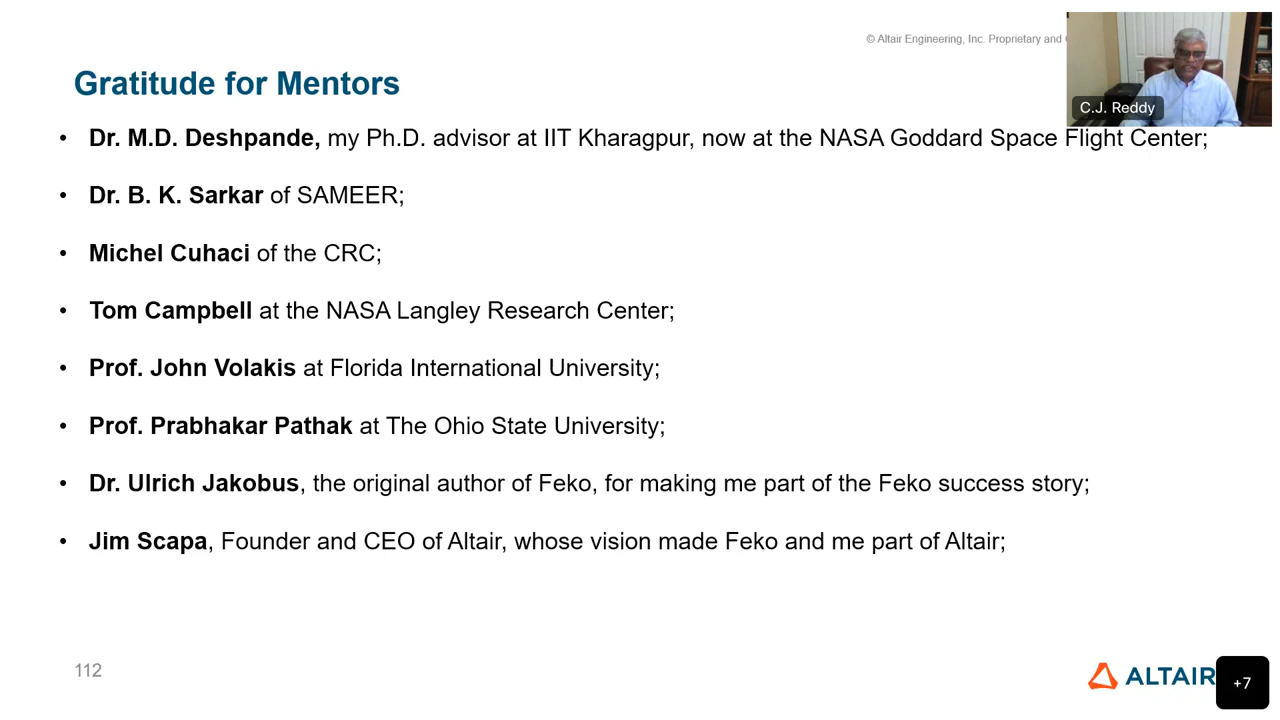 © Altair Engineering, Inc. Proprietary and
C.J. Reddy
Gratitude for Mentors
• Dr. M.D. Deshpande, my Ph.D. advisor at IIT Kharagpur, now at the NASA Goddard Space Flight Center;
• Dr. B. K. Sarkar of SAMEER;
• Michel Cuhaci of the CRC;
• Tom Campbell at the NASA Langley Research Center;
• Prof. John Volakis at Florida International University;
• Prof. Prabhakar Pathak at The Ohio State University;
• Dr. Ulrich Jakobus, the original author of Feko, for making me part of the Feko success story;
• Jim Scapa, Founder and CEO of Altair, whose vision made Feko and me part of Altair;
112
ALTAIR
+7